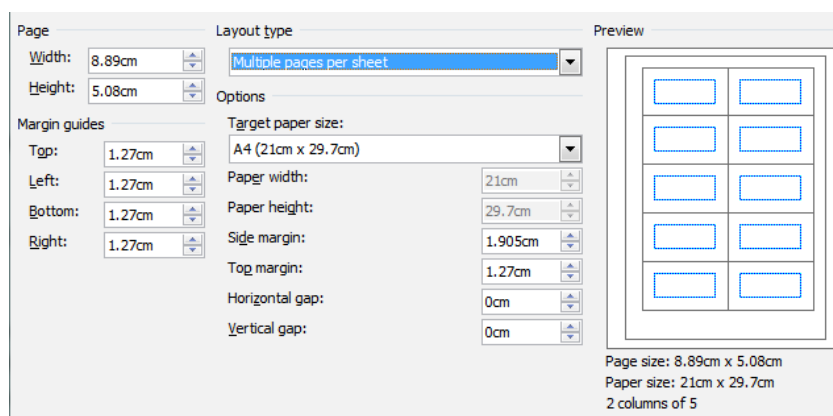 Page
Width: 8.89cm
Height: 5.08cm
Margin guides
Top: 1.27cm
Left: 1.27cm
Bottom: 1.27cm
Right: 1.27cm
Layout type
Multiple pages per sheet
Options
Target paper size:
A4 (21cm x 29.7cm)
Paper width: 21cm
Paper height: 29.7cm
Side margin: 1.905cm
Top margin: 1.27cm
Horizontal gap: 0cm
Vertical gap: 0cm
Preview
Page size: 8.89cm x 5.08cm
Paper size: 21cm x 29.7cm
2 columns of 5